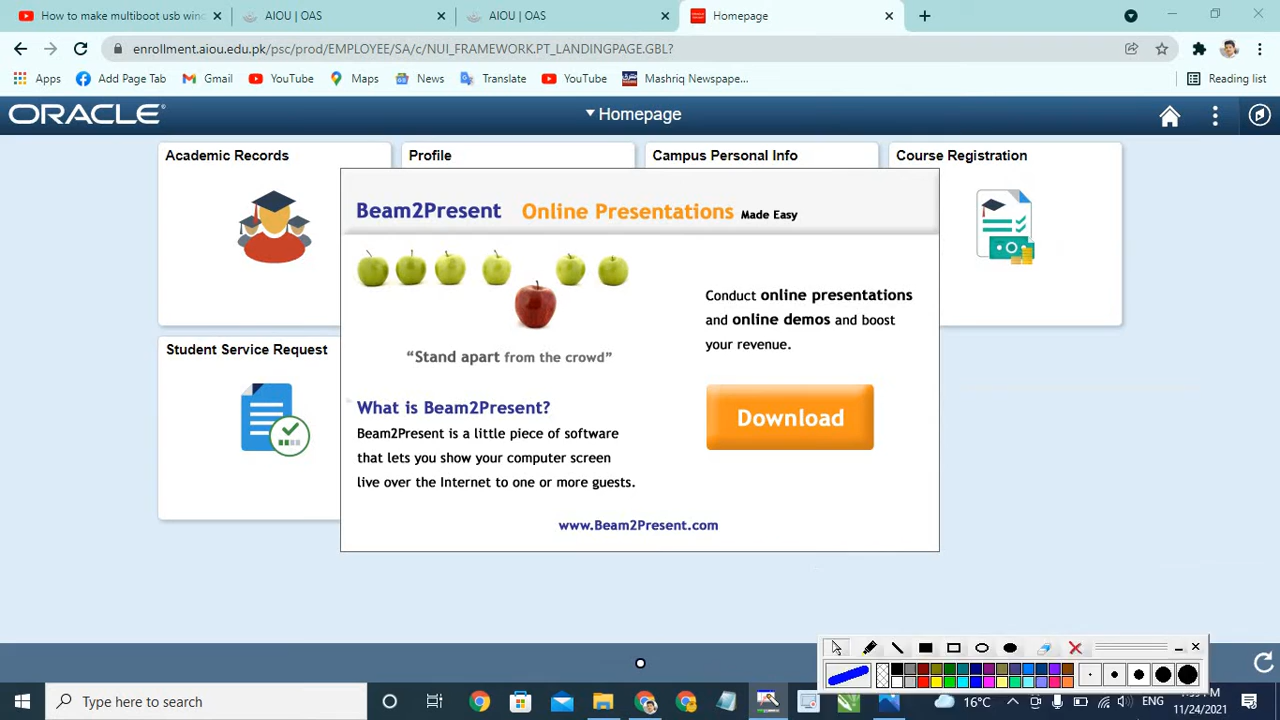 How to make multiboot usb wind
AIOU | OAS
AIOU | OAS
Homepage
enrollment.aiou.edu.pk/psc/prod/EMPLOYEE/SA/c/NUI_FRAMEWORK.PT_LANDINGPAGE.GBL?
Apps
Add Page Tab
Gmail
YouTube
Maps
News
Translate
YouTube
Mashriq Newspape...
Reading list
ORACLE®
Homepage
Academic Records
Profile
Campus Personal Info
Course Registration
Beam2Present Online Presentations Made Easy
Conduct online presentations
and online demos and boost
your revenue.
“Stand apart from the crowd”
Student Service Request
Download
What is Beam2Present?
Beam2Present is a little piece of software
that lets you show your computer screen
live over the Internet to one or more guests.
www.Beam2Present.com
Type here to search
16°C
ENG
11/24/2021